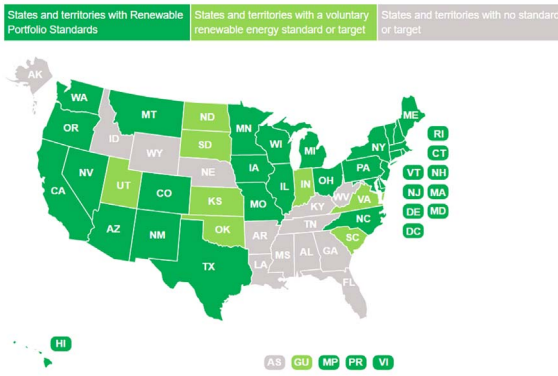 States and territories with Renewable
Portfolio Standards
States and territories with a voluntary
renewable energy standard or target
States and territories with no standard
or target
AK
WA
MT
ND
MN
ME
OR
ID
SD
WI
MI
NY
RI
WY
CT
NV
NE
IA
PA
VT
NH
CA
UT
CO
IL
IN
OH
NJ
MA
KS
MO
WV
VA
KY
DE
MD
AZ
NM
OK
AR
TN
NC
DC
SC
TX
LA
MS
AL
GA
FL
HI
AS
GU
MP
PR
VI